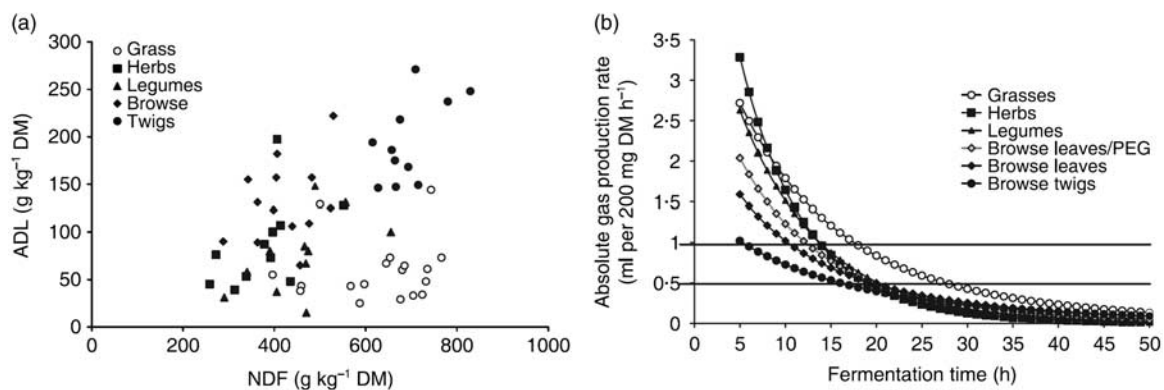 (a)
300
250
200
150
100
50
0
ADL (g kg⁻¹ DM)
Grass
Herbs
Legumes
Browse
Twigs
0 200 400 600 800 1000
NDF (g kg⁻¹ DM)
(b)
3·5
3
2·5
2
1·5
1
0·5
0
Absolute gas production rate
(ml per 200 mg DM h⁻¹)
Grasses
Herbs
Legumes
Browse leaves/PEG
Browse leaves
Browse twigs
0 5 10 15 20 25 30 35 40 45 50
Fermentation time (h)